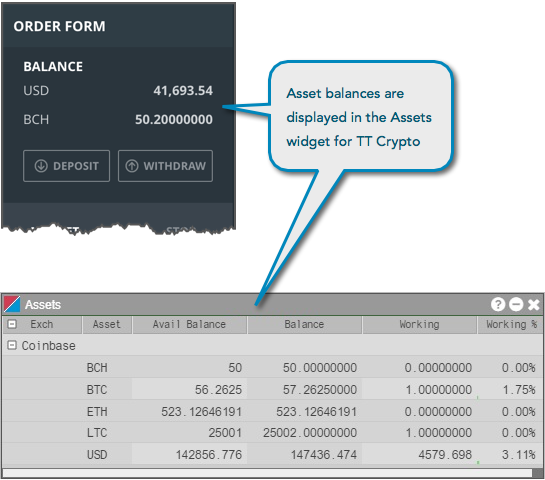 ORDER FORM
BALANCE
USD 41,693.54
BCH 50.20000000
DEPOSIT WITHDRAW
Asset balances are
displayed in the Assets
widget for TT Crypto
Assets
Exch Asset Avail Balance Balance Working Working %
Coinbase
BCH 50 50.00000000 0.00000000 0.00%
BTC 56.2625 57.26250000 1.00000000 1.75%
ETH 523.12646191 523.12646191 0.00000000 0.00%
LTC 25001 25002.00000000 1.00000000 0.00%
USD 142856.776 147436.474 4579.698 3.11%